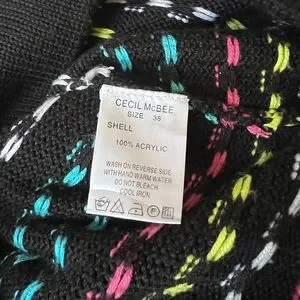 CECIL McBEE
SIZE 38
SHELL
100% ACRYLIC
WASH ON REVERSE SIDE
WITH HAND WARM WATER
DO NOT BLEACH
COOL IRON